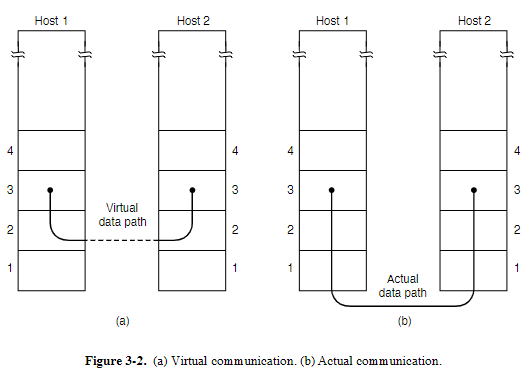 Host 1
Host 2
Host 1
Host 2
4
4
4
4
3
3
3
3
Virtual
data path
2
2
2
2
1
1
1
1
Actual
data path
(a)
(b)
Figure 3-2. (a) Virtual communication. (b) Actual communication.